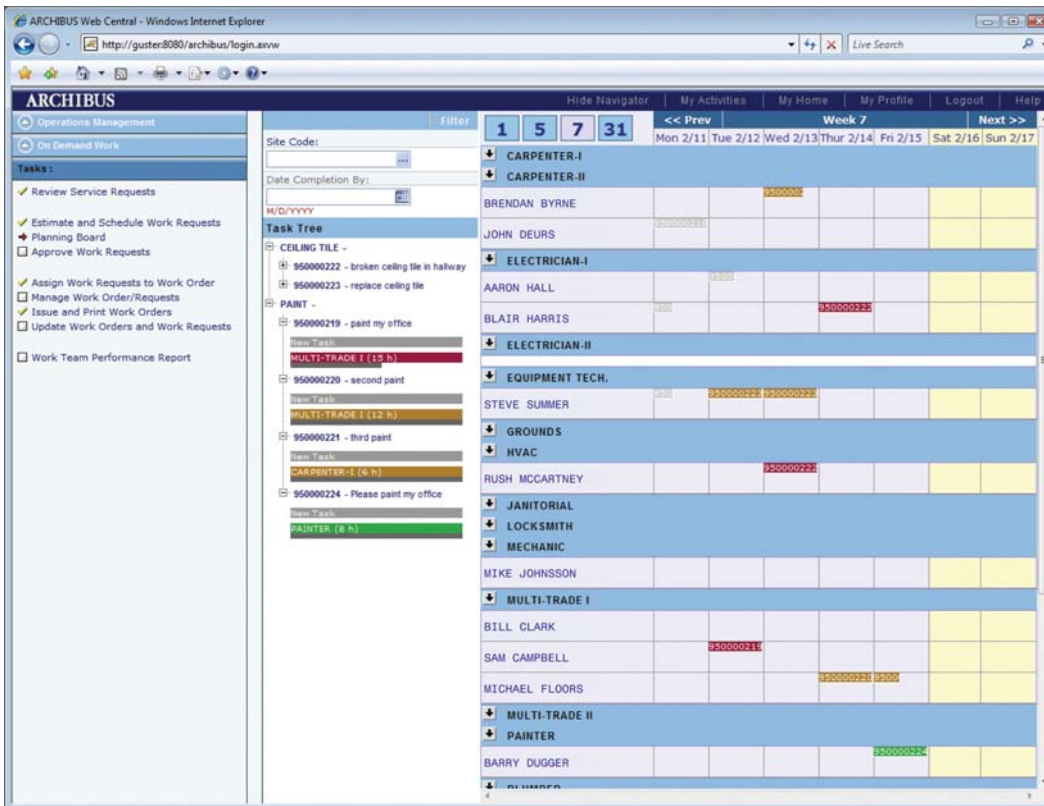 ARCHIBUS Web Central - Windows Internet Explorer
http://guster:8080/archibus/login.axvw
Live Search
ARCHIBUS
Hide Navigator | My Activities | My Home | My Profile | Logout | Help
Operations Management
On Demand Work
Tasks:
Review Service Requests
Estimate and Schedule Work Requests
Planning Board
Approve Work Requests
Assign Work Requests to Work Order
Manage Work Order/Requests
Issue and Print Work Orders
Update Work Orders and Work Requests
Work Team Performance Report
Filter
Site Code:
Date Completion By:
M/D/YYYY
Task Tree
CEILING TILE -
950000222 - broken ceiling tile in hallway
950000223 - replace ceiling tile
PAINT -
950000219 - paint my office
New Task
MULTI-TRADE I (15 h)
950000220 - second paint
New Task
MULTI-TRADE I (12 h)
950000221 - third paint
New Task
CARPENTER-I (6 h)
950000224 - Please paint my office
New Task
PAINTER (8 h)
1 5 7 31
<< Prev Week 7 Next >>
Mon 2/11 Tue 2/12 Wed 2/13 Thur 2/14 Fri 2/15 Sat 2/16 Sun 2/17
CARPENTER-I
CARPENTER-II
BRENDAN BYRNE 9500002
JOHN DEURS
ELECTRICIAN-I
AARON HALL 9500
BLAIR HARRIS 950000222
ELECTRICIAN-II
EQUIPMENT TECH.
STEVE SUMMER
GROUNDS
HVAC
RUSH MCCARTNEY 950000222
JANITORIAL
LOCKSMITH
MECHANIC
MIKE JOHNSSON
MULTI-TRADE I
BILL CLARK
SAM CAMPBELL 950000219
MICHAEL FLOORS 950000220 9500
MULTI-TRADE II
PAINTER
BARRY DUGGER 950000224
PLUMBER